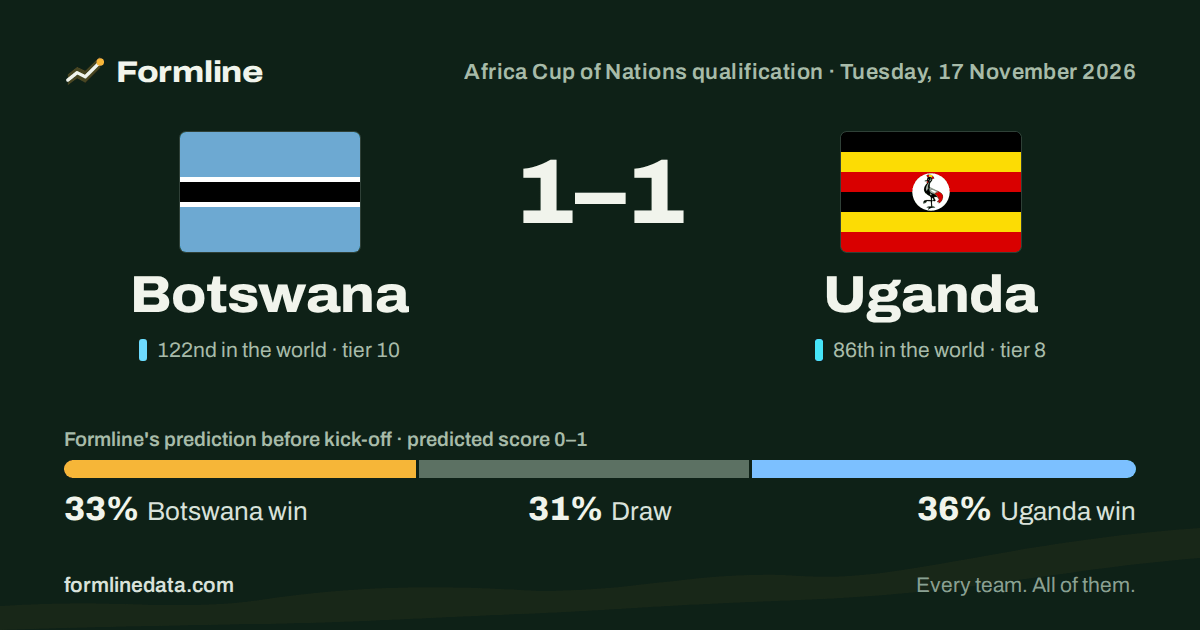 Formline
Africa Cup of Nations qualification · Tuesday, 17 November 2026
1–1
Botswana
Uganda
122nd in the world · tier 10
86th in the world · tier 8
Formline's prediction before kick-off · predicted score 0–1
33% Botswana win
31% Draw
36% Uganda win
formlinedata.com
Every team. All of them.